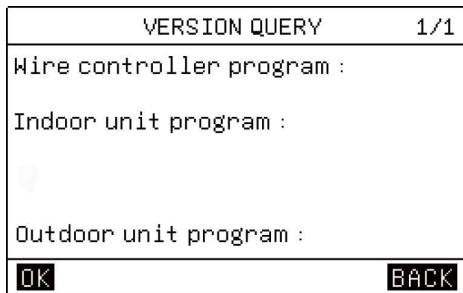 VERSION QUERY 1/1
Wire controller program :
Indoor unit program :
Outdoor unit program :
OK BACK